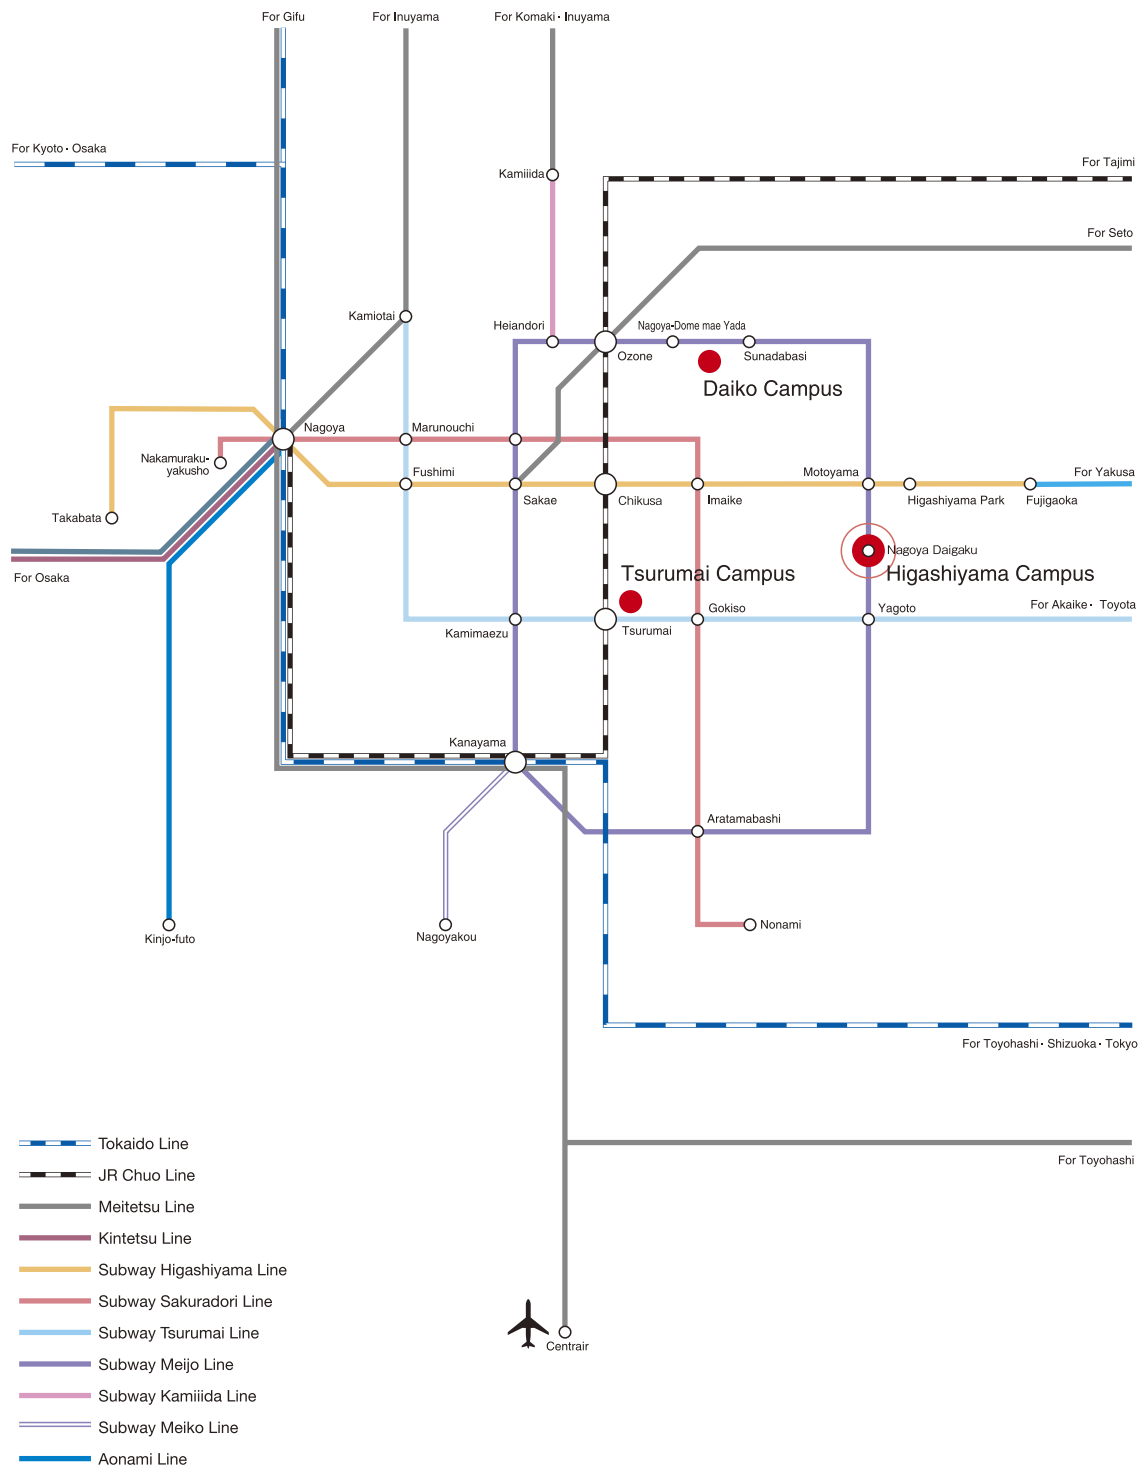 For Gifu
For Inuyama
For Komaki · Inuyama
For Kyoto · Osaka
For Tajimi
Kamiiida
For Seto
Kamiotai
Heiandori
Nagoya-Dome mae Yada
Ozone
Sunadabasi
Daiko Campus
Nagoya
Marunouchi
Nakamuraku-
yakusho
Fushimi
Motoyama
For Yakusa
Takabata
Sakae
Chikusa
Imaike
Higashiyama Park
Fujigaoka
Nagoya Daigaku
For Osaka
Tsurumai Campus
Higashiyama Campus
Gokiso
Yagoto
For Akaike · Toyota
Kamimaezu
Tsurumai
Kanayama
Aratamabashi
Kinjo-futo
Nagoyakou
Nonami
For Toyohashi · Shizuoka · Tokyo
Tokaido Line
For Toyohashi
JR Chuo Line
Meitetsu Line
Kintetsu Line
Subway Higashiyama Line
Subway Sakuradori Line
Subway Tsurumai Line
Centrair
Subway Meijo Line
Subway Kamiiida Line
Subway Meiko Line
Aonami Line